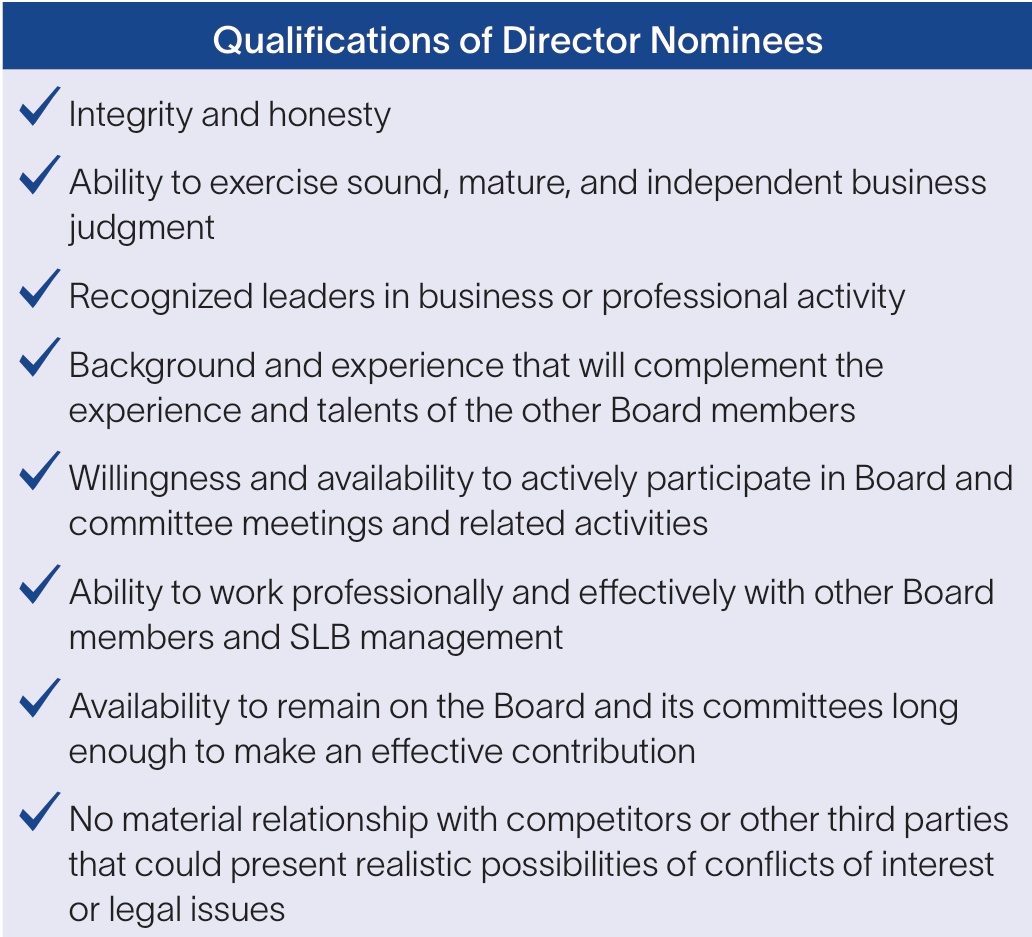 Qualifications of Director Nominees
Integrity and honesty
Ability to exercise sound, mature, and independent business
judgment
Recognized leaders in business or professional activity
Background and experience that will complement the
experience and talents of the other Board members
Willingness and availability to actively participate in Board and
committee meetings and related activities
Ability to work professionally and effectively with other Board
members and SLB management
Availability to remain on the Board and its committees long
enough to make an effective contribution
No material relationship with competitors or other third parties
that could present realistic possibilities of conflicts of interest
or legal issues